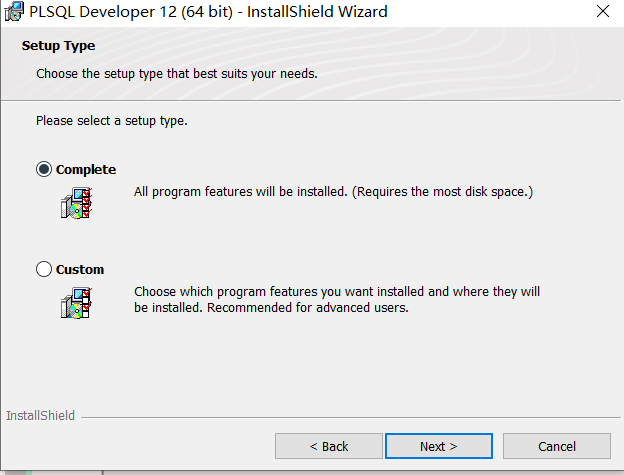 PLSQL Developer 12 (64 bit) - InstallShield Wizard
Setup Type
Choose the setup type that best suits your needs.
Please select a setup type.
Complete
All program features will be installed. (Requires the most disk space.)
Custom
Choose which program features you want installed and where they will
be installed. Recommended for advanced users.
InstallShield
< Back
Next >
Cancel